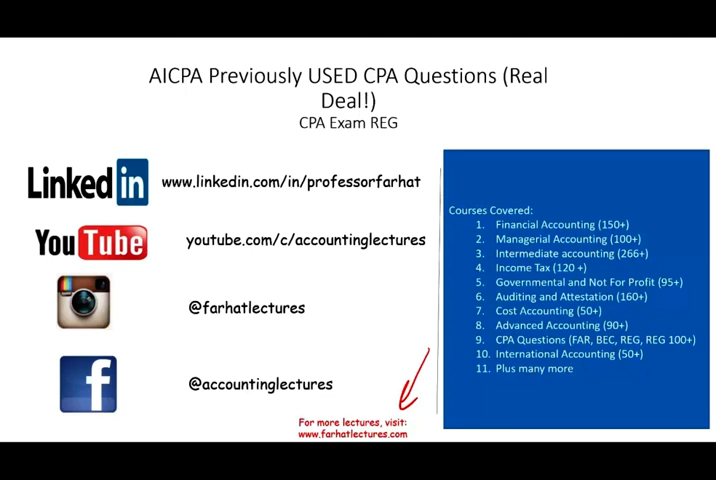 AICPA Previously USED CPA Questions (Real
Deal!)
CPA Exam REG
Linked in
www.linkedin.com/in/professorfarhat
YouTube
youtube.com/c/accountinglectures
@farhatlectures
f
@accountinglectures
For more lectures, visit:
www.farhatlectures.com
Courses Covered:
1. Financial Accounting (150+)
2. Managerial Accounting (100+)
3. Intermediate accounting (266+)
4. Income Tax (120 +)
5. Governmental and Not For Profit (95+)
6. Auditing and Attestation (160+)
7. Cost Accounting (50+)
8. Advanced Accounting (90+)
9. CPA Questions (FAR, BEC, REG, REG 100+)
10. International Accounting (50+)
11. Plus many more